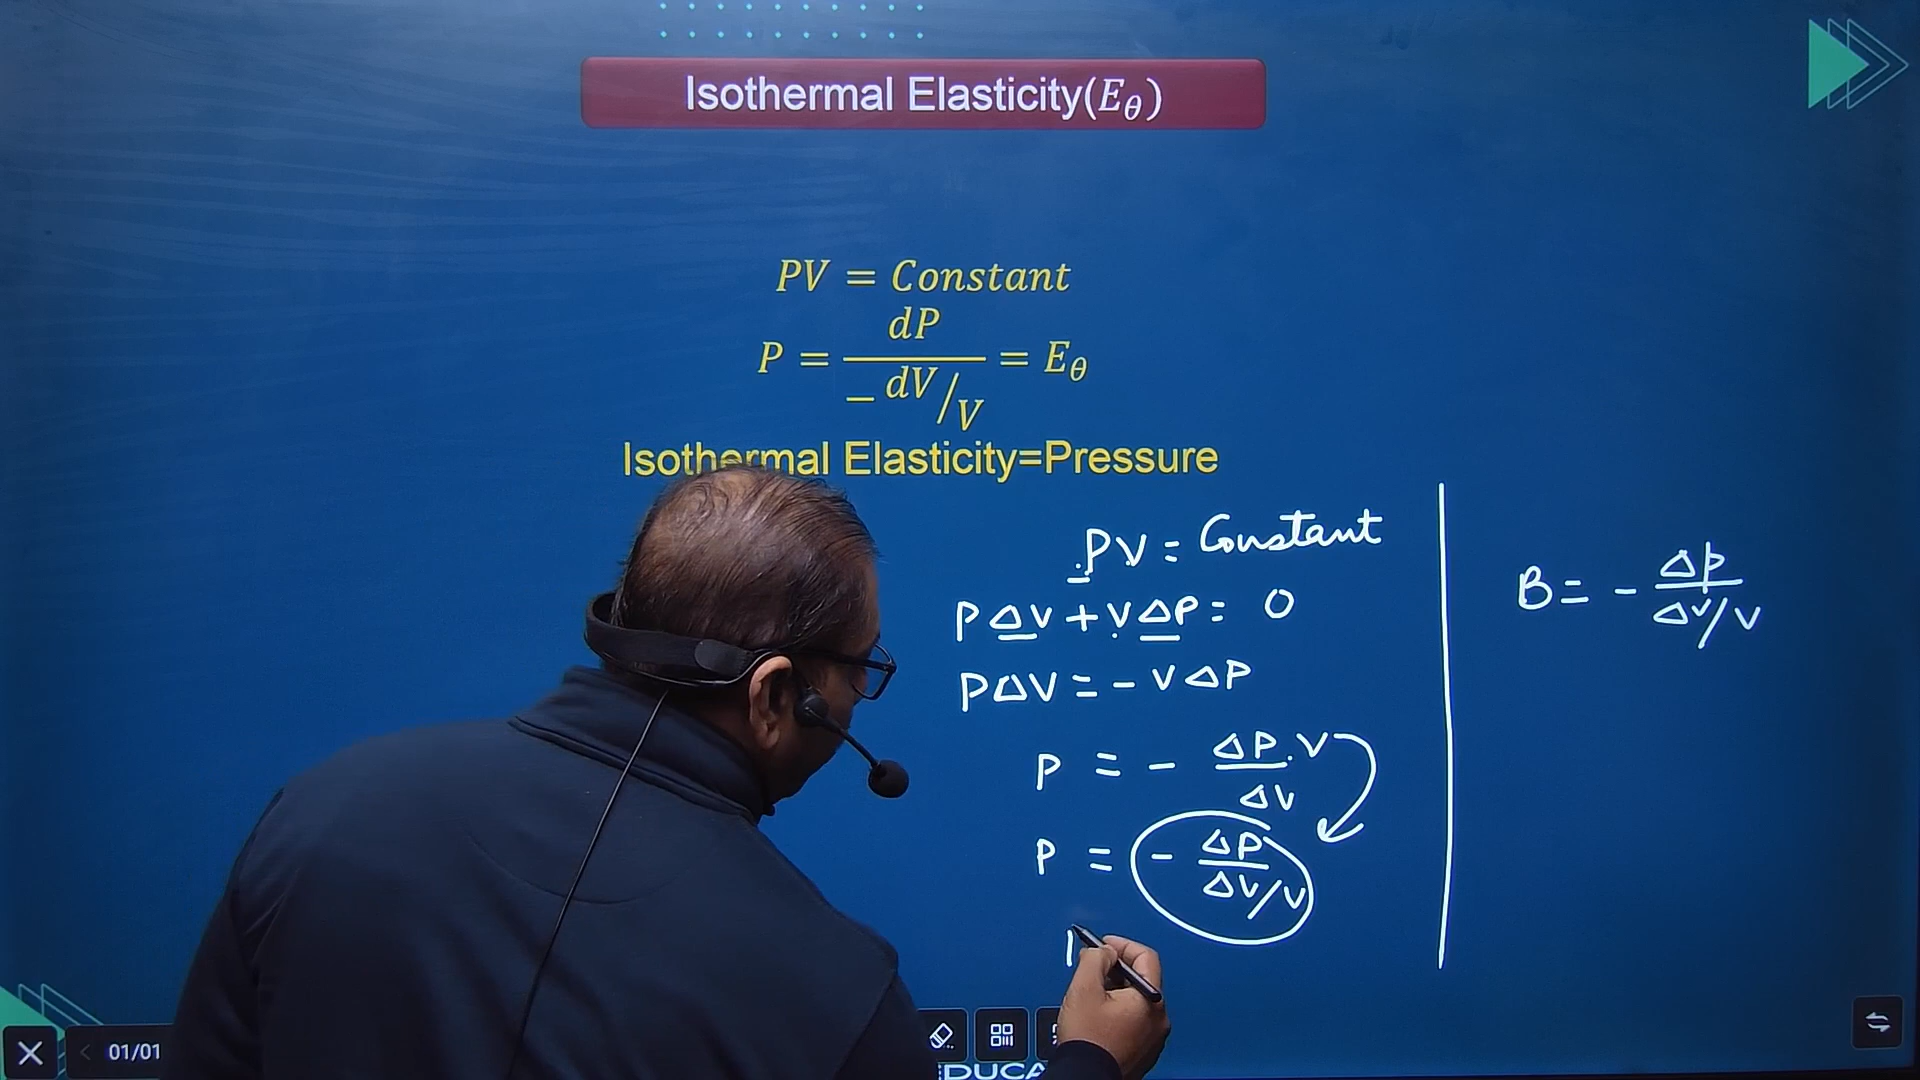 Isothermal Elasticity(E_θ)
PV = Constant
P = dP / (− dV/V) = E_θ
Isothermal Elasticity=Pressure
PV = Constant
PΔV + VΔP = 0
PΔV = − VΔP
P = − ΔP/ΔV . V
P = − ΔP / (ΔV/V)
B = − ΔP / (ΔV/V)
01/01